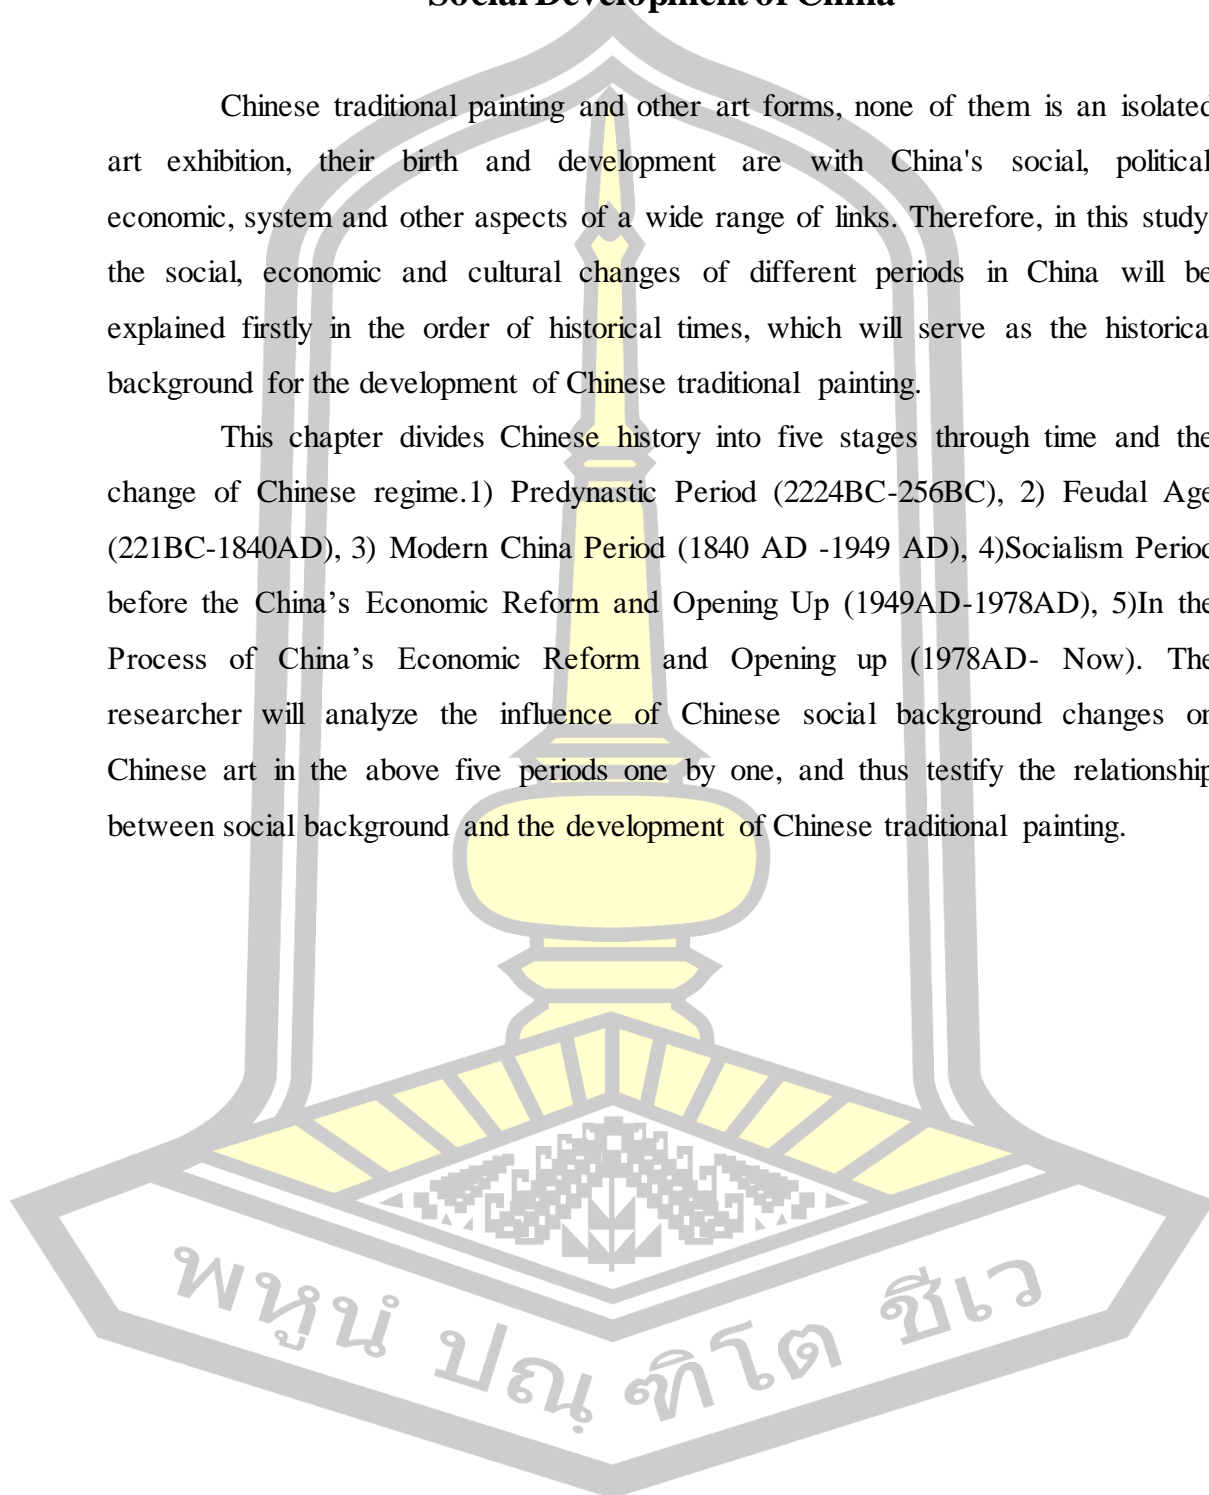 Social Development of China
Chinese traditional painting and other art forms, none of them is an isolated
art exhibition, their birth and development are with China's social, political
economic, system and other aspects of a wide range of links. Therefore, in this study
the social, economic and cultural changes of different periods in China will be
explained firstly in the order of historical times, which will serve as the historica
background for the development of Chinese traditional painting.
This chapter divides Chinese history into five stages through time and the
change of Chinese regime.1) Predynastic Period (2224BC-256BC), 2) Feudal Age
(221BC-1840AD), 3) Modern China Period (1840 AD -1949 AD), 4)Socialism Period
before the China’s Economic Reform and Opening Up (1949AD-1978AD), 5)In the
Process of China’s Economic Reform and Opening up (1978AD- Now). The
researcher will analyze the influence of Chinese social background changes on
Chinese art in the above five periods one by one, and thus testify the relationship
between social background and the development of Chinese traditional painting.
พหูนํ ปณฺฑิโต ชีเว